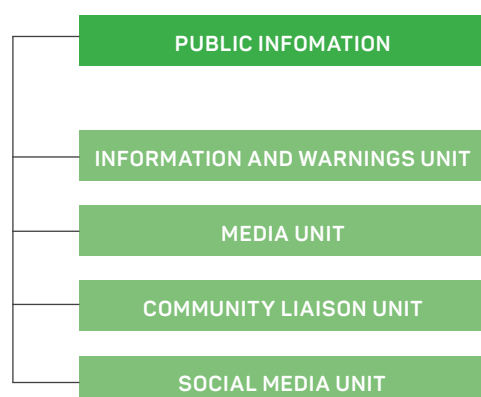 PUBLIC INFOMATION
INFORMATION AND WARNINGS UNIT
MEDIA UNIT
COMMUNITY LIAISON UNIT
SOCIAL MEDIA UNIT